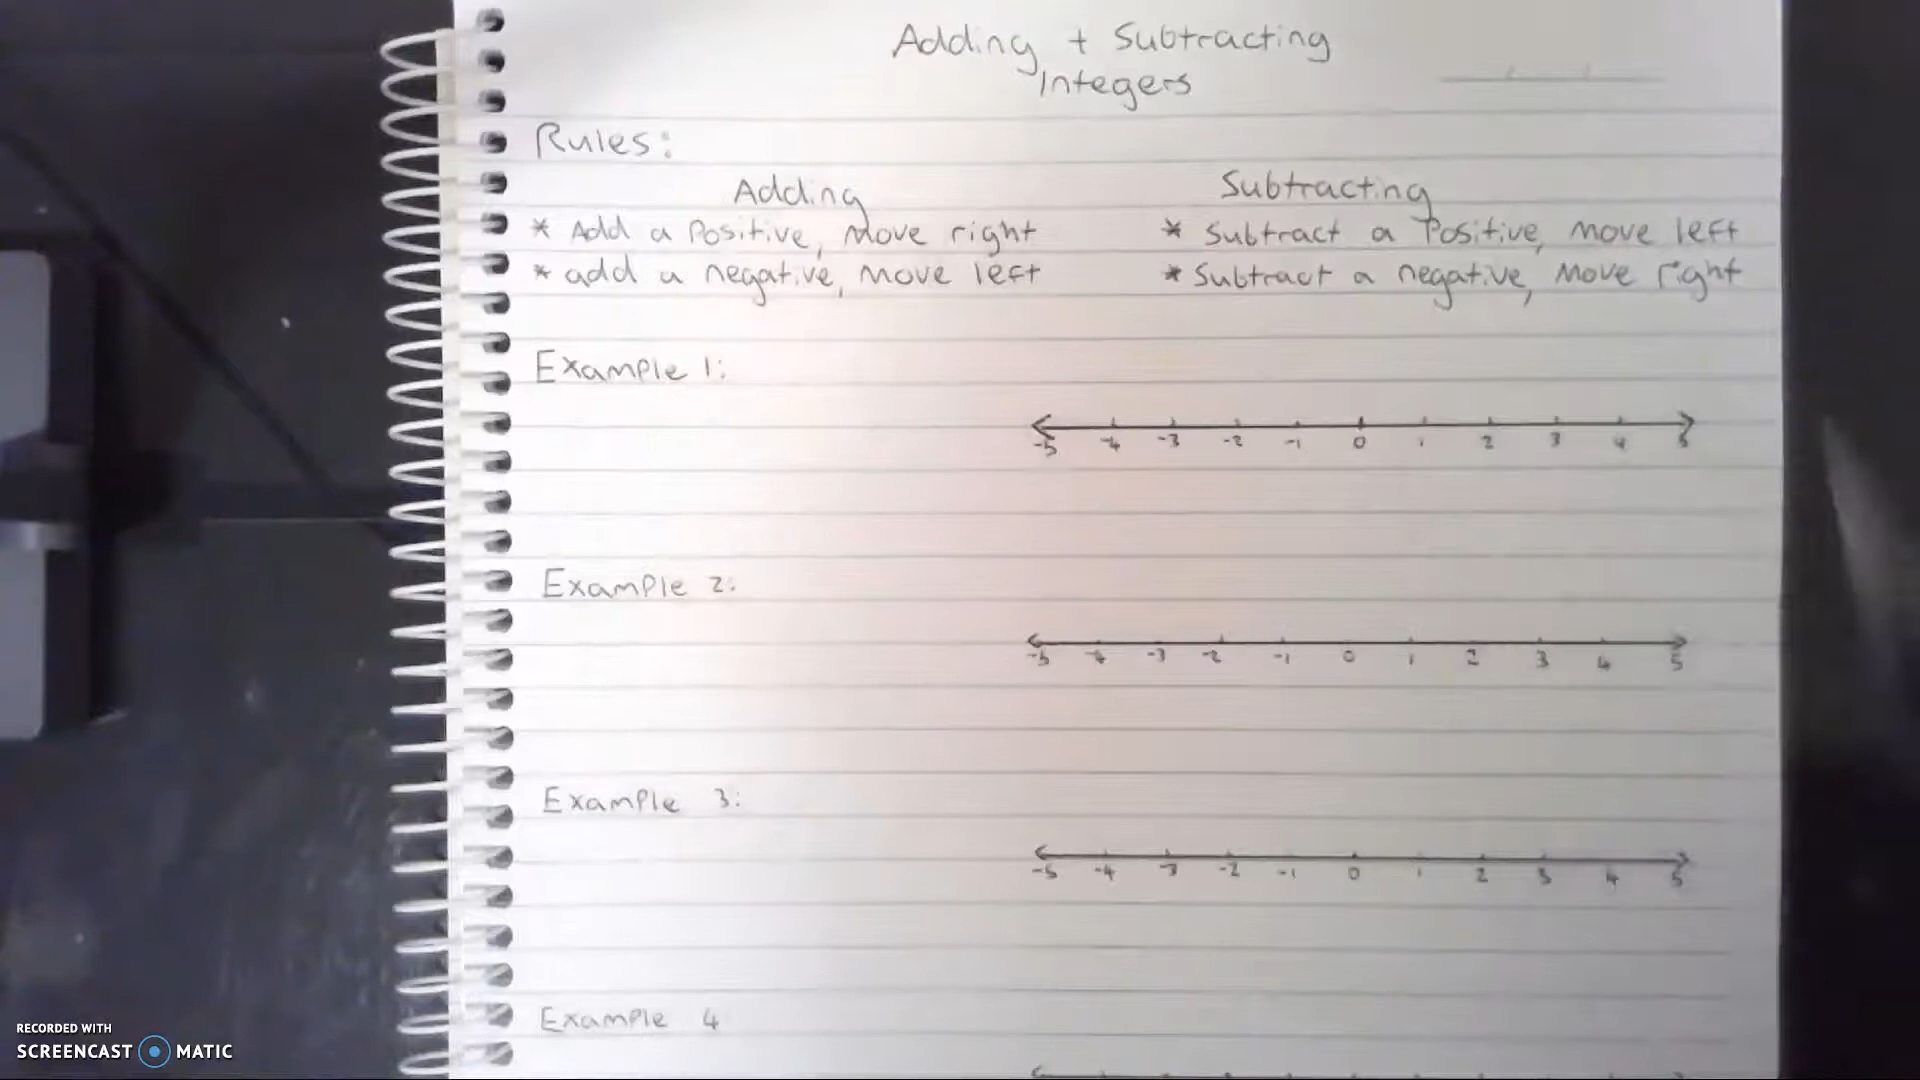 Adding + Subtracting
Integers
Rules:
Adding
* Add a Positive, Move right
* add a negative, move left
Subtracting
* Subtract a Positive, move left
* Subtract a negative, Move right
Example 1:
-5 -4 -3 -2 -1 0 1 2 3 4 5
Example 2:
-5 -4 -3 -2 -1 0 1 2 3 4 5
Example 3:
-5 -4 -3 -2 -1 0 1 2 3 4 5
Example 4
RECORDED WITH
SCREENCAST MATIC